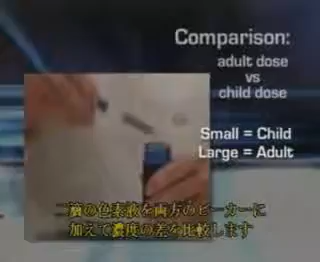 Comparison:
adult dose
vs
child dose
Small = Child
Large = Adult
二滴の色素液を両方のビーカーに
加えて濃度の差を比較します